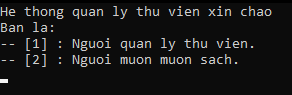 He thong quan ly thu vien xin chao
Ban la:
-- [1] : Nguoi quan ly thu vien.
-- [2] : Nguoi muon muon sach.